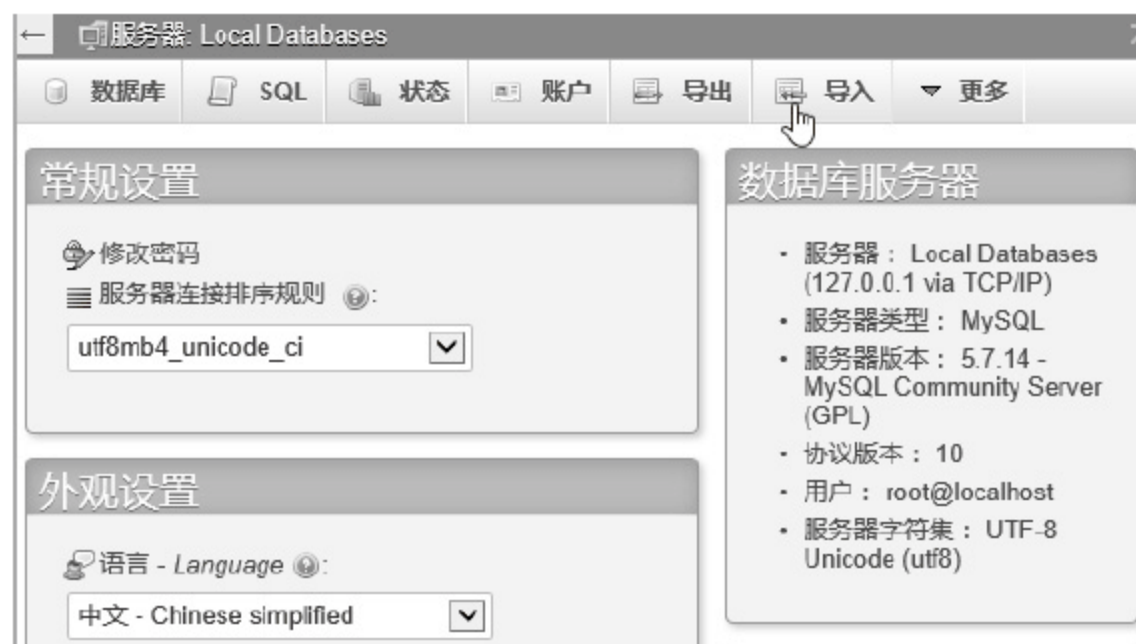 服务器: Local Databases
数据库 SQL 状态 账户 导出 导入 更多
常规设置
修改密码
服务器连接排序规则 :
utf8mb4_unicode_ci
外观设置
语言 - Language :
中文 - Chinese simplified
数据库服务器
• 服务器： Local Databases
(127.0.0.1 via TCP/IP)
• 服务器类型： MySQL
• 服务器版本： 5.7.14 -
MySQL Community Server
(GPL)
• 协议版本： 10
• 用户： root@localhost
• 服务器字符集： UTF-8
Unicode (utf8)